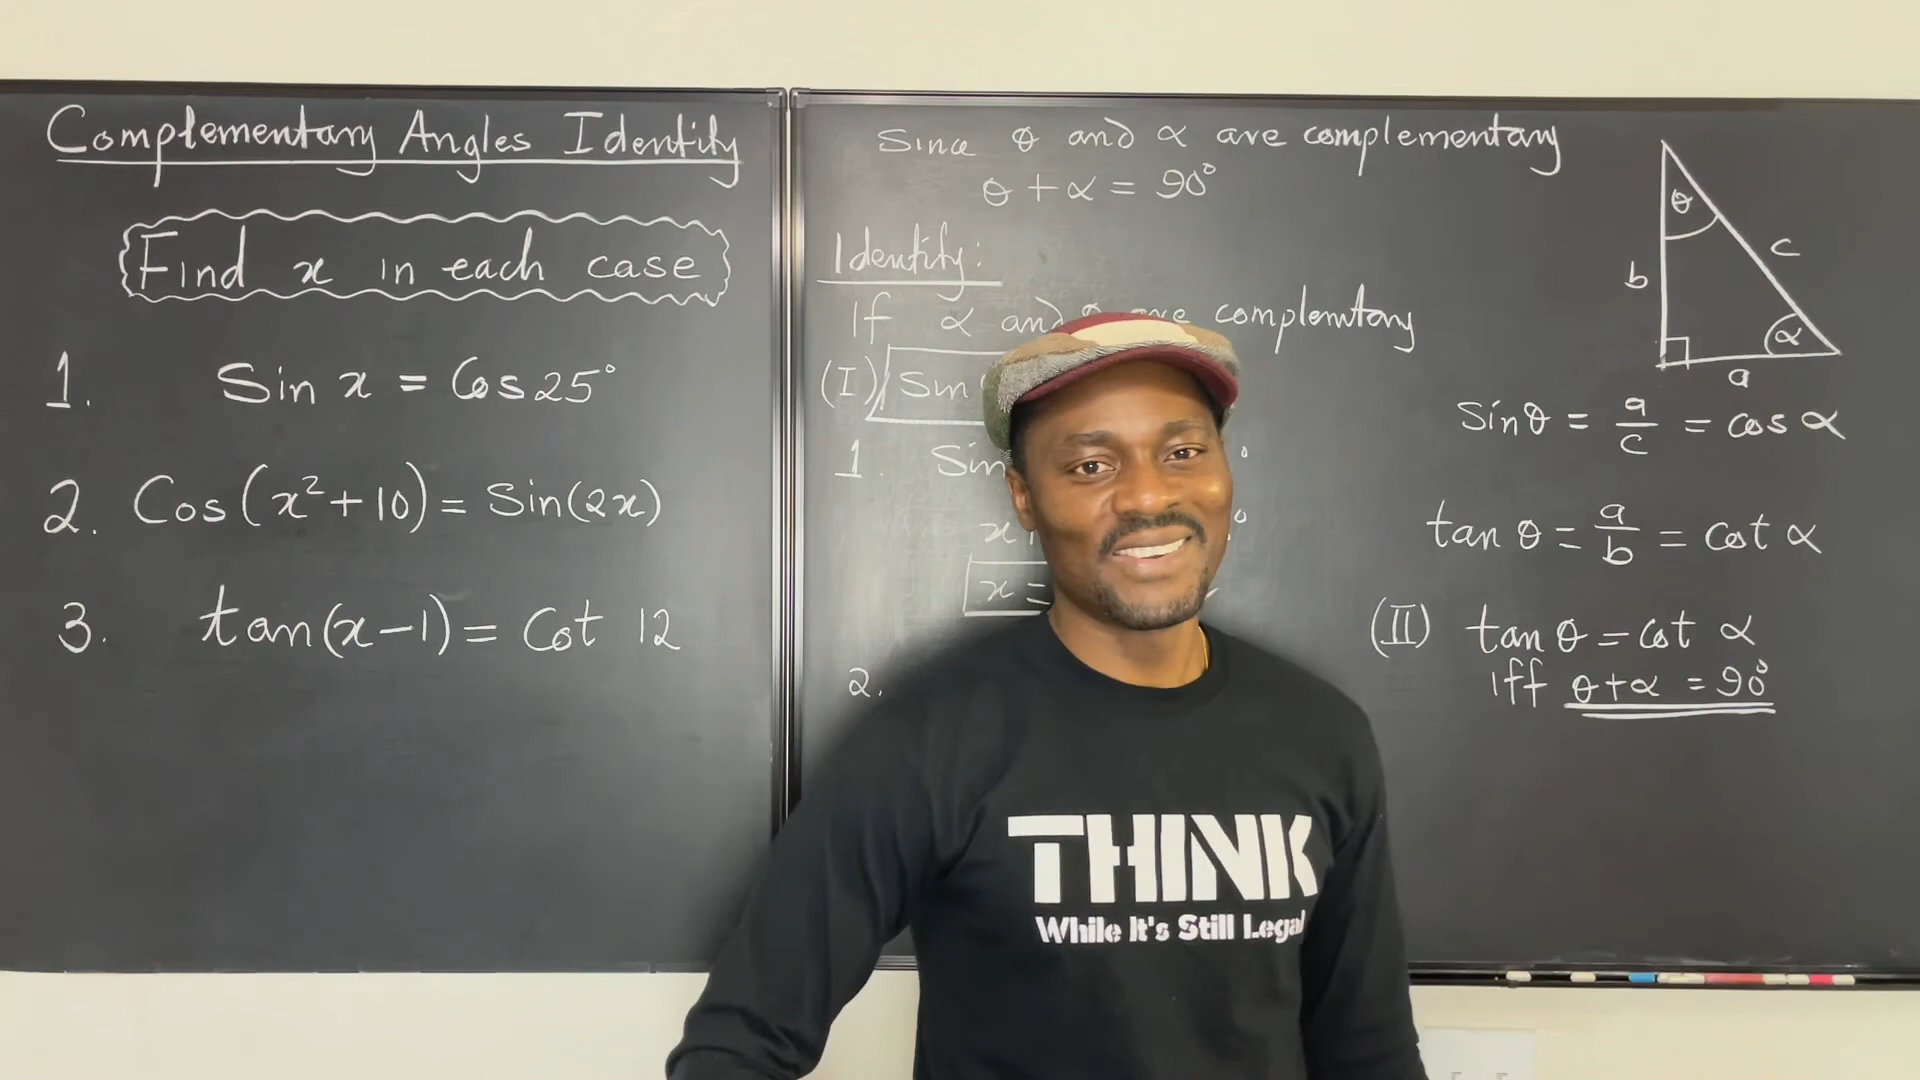 Complementary Angles Identity
Find x in each case
1. Sin x = Cos 25°
2. Cos(x² + 10) = Sin(2x)
3. tan(x-1) = Cot 12
Since θ and α are complementary
θ + α = 90°
Identity:
If α and are complemtary
(I) Sin
1. Sin
x
x =
2.
θ
c
b
α
a
Sinθ = a/c = cos α
tan θ = a/b = cot α
(II) tan θ = cot α
iff θ+α = 90°
THINK
While It's Still Legal